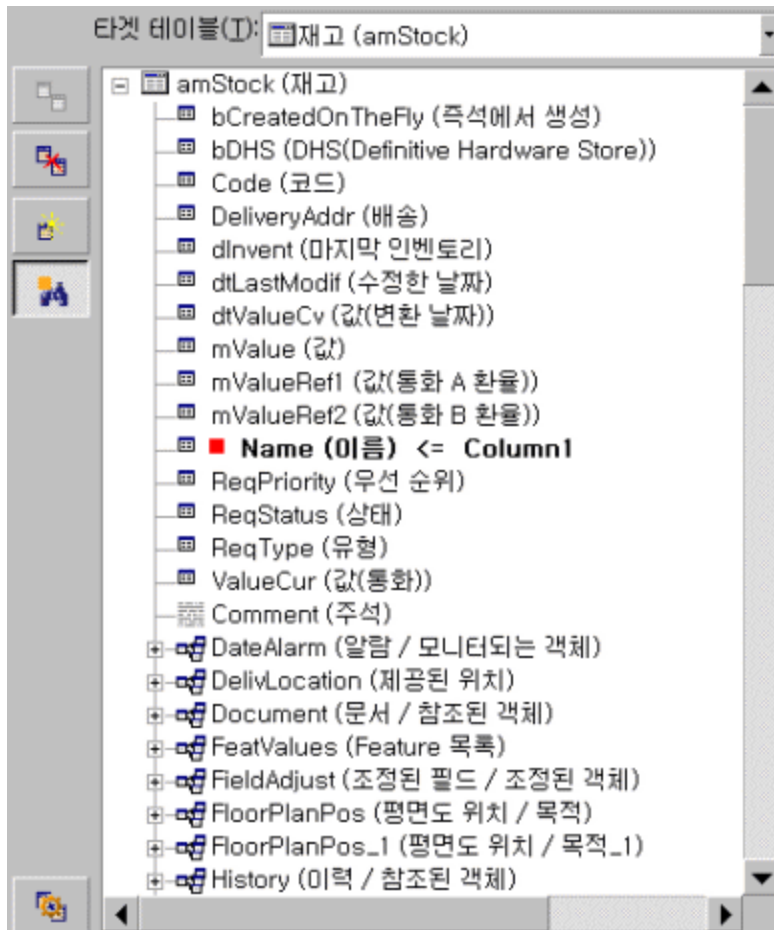 타겟 테이블(T): 재고 (amStock)
amStock (재고)
bCreatedOnTheFly (즉석에서 생성)
bDHS (DHS(Definitive Hardware Store))
Code (코드)
DeliveryAddr (배송)
dInvent (마지막 인벤토리)
dtLastModif (수정한 날짜)
dtValueCv (값(변환 날짜))
mValue (값)
mValueRef1 (값(통화 A 환율))
mValueRef2 (값(통화 B 환율))
Name (이름) <= Column1
ReqPriority (우선 순위)
ReqStatus (상태)
ReqType (유형)
ValueCur (값(통화))
Comment (주석)
DateAlarm (알람 / 모니터되는 객체)
DelivLocation (제공된 위치)
Document (문서 / 참조된 객체)
FeatValues (Feature 목록)
FieldAdjust (조정된 필드 / 조정된 객체)
FloorPlanPos (평면도 위치 / 목적)
FloorPlanPos_1 (평면도 위치 / 목적_1)
History (이력 / 참조된 객체)